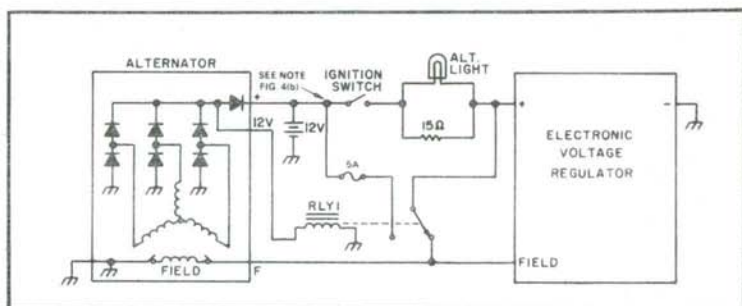 ALTERNATOR
SEE NOTE
FIG. 4(b)
IGNITION
SWITCH
ALT.
LIGHT
+
12V
12V
15Ω
5A
RLY1
FIELD
F
+
-
ELECTRONIC
VOLTAGE
REGULATOR
FIELD